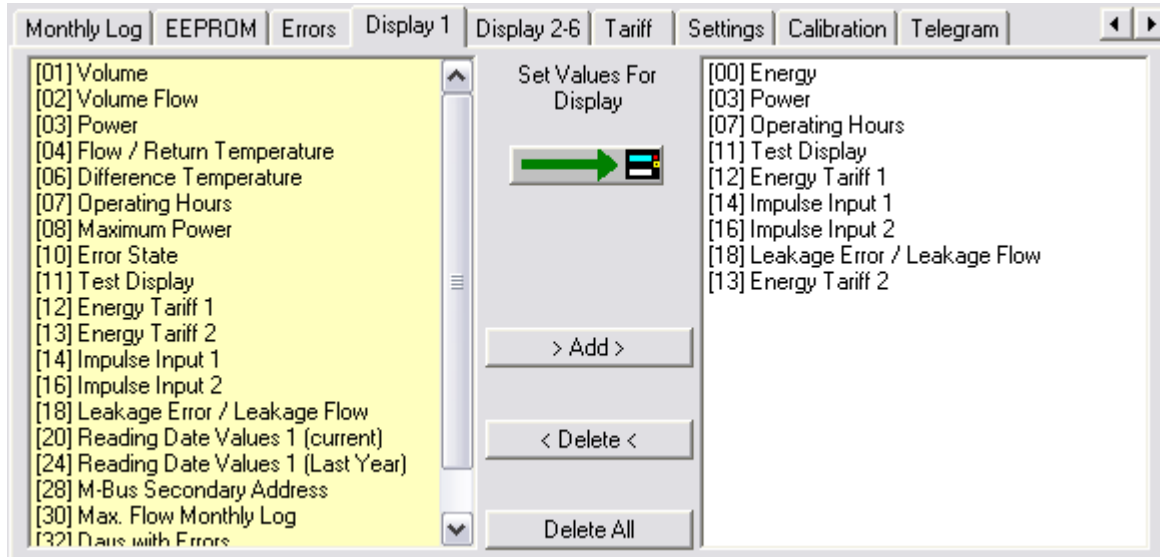 Monthly Log EEPROM Errors Display 1 Display 2-6 Tariff Settings Calibration Telegram
[01] Volume
[02] Volume Flow
[03] Power
[04] Flow / Return Temperature
[06] Difference Temperature
[07] Operating Hours
[08] Maximum Power
[10] Error State
[11] Test Display
[12] Energy Tariff 1
[13] Energy Tariff 2
[14] Impulse Input 1
[16] Impulse Input 2
[18] Leakage Error / Leakage Flow
[20] Reading Date Values 1 (current)
[24] Reading Date Values 1 (Last Year)
[28] M-Bus Secondary Address
[30] Max. Flow Monthly Log
[32] Days with Errors
Set Values For
Display
> Add >
< Delete <
Delete All
[00] Energy
[03] Power
[07] Operating Hours
[11] Test Display
[12] Energy Tariff 1
[14] Impulse Input 1
[16] Impulse Input 2
[18] Leakage Error / Leakage Flow
[13] Energy Tariff 2